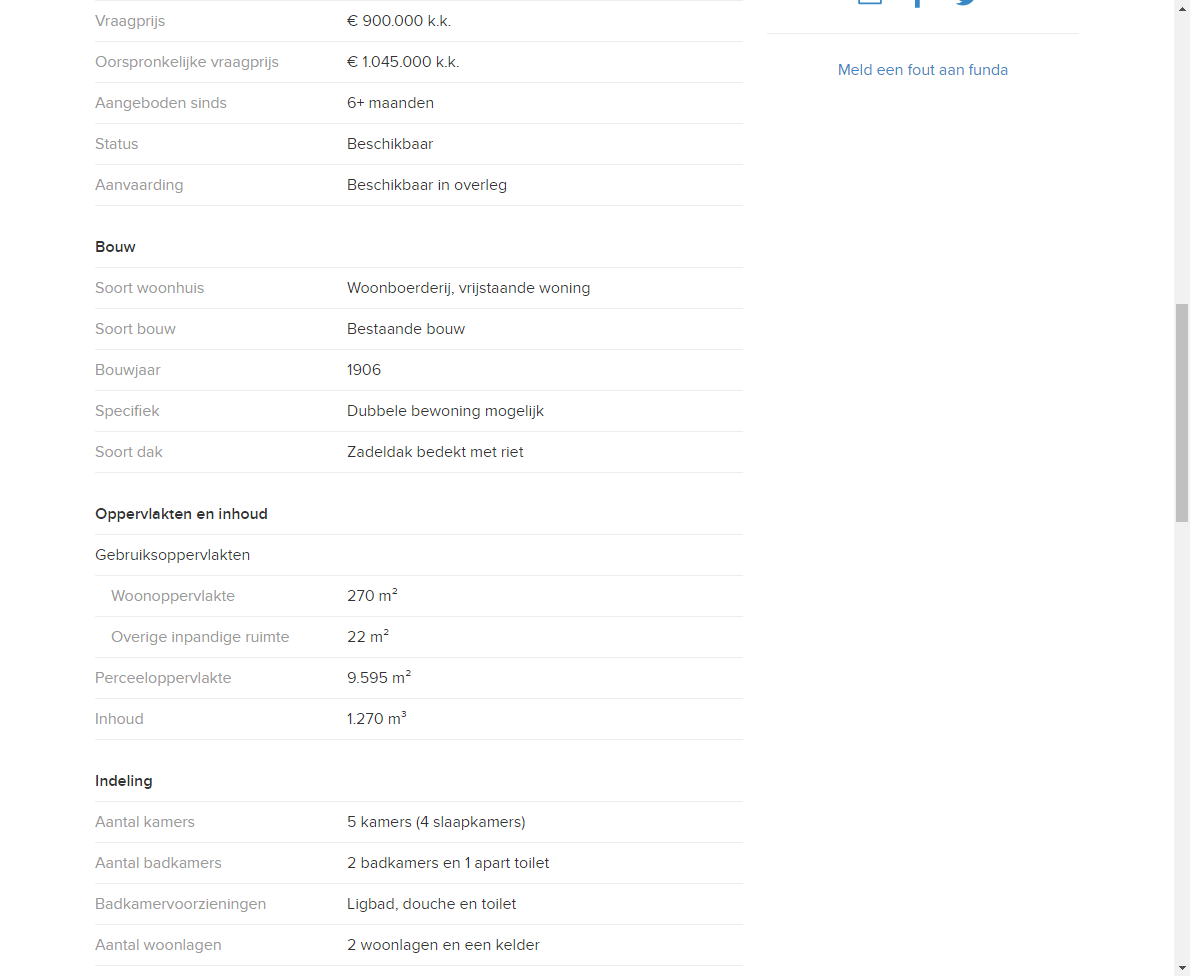 Vraagprijs € 900.000 k.k.
Oorspronkelijke vraagprijs € 1.045.000 k.k.
Meld een fout aan funda
Aangeboden sinds 6+ maanden
Status Beschikbaar
Aanvaarding Beschikbaar in overleg
Bouw
Soort woonhuis Woonboerderij, vrijstaande woning
Soort bouw Bestaande bouw
Bouwjaar 1906
Specifiek Dubbele bewoning mogelijk
Soort dak Zadeldak bedekt met riet
Oppervlakten en inhoud
Gebruiksoppervlakten
Woonoppervlakte 270 m²
Overige inpandige ruimte 22 m²
Perceeloppervlakte 9.595 m²
Inhoud 1.270 m³
Indeling
Aantal kamers 5 kamers (4 slaapkamers)
Aantal badkamers 2 badkamers en 1 apart toilet
Badkamervoorzieningen Ligbad, douche en toilet
Aantal woonlagen 2 woonlagen en een kelder